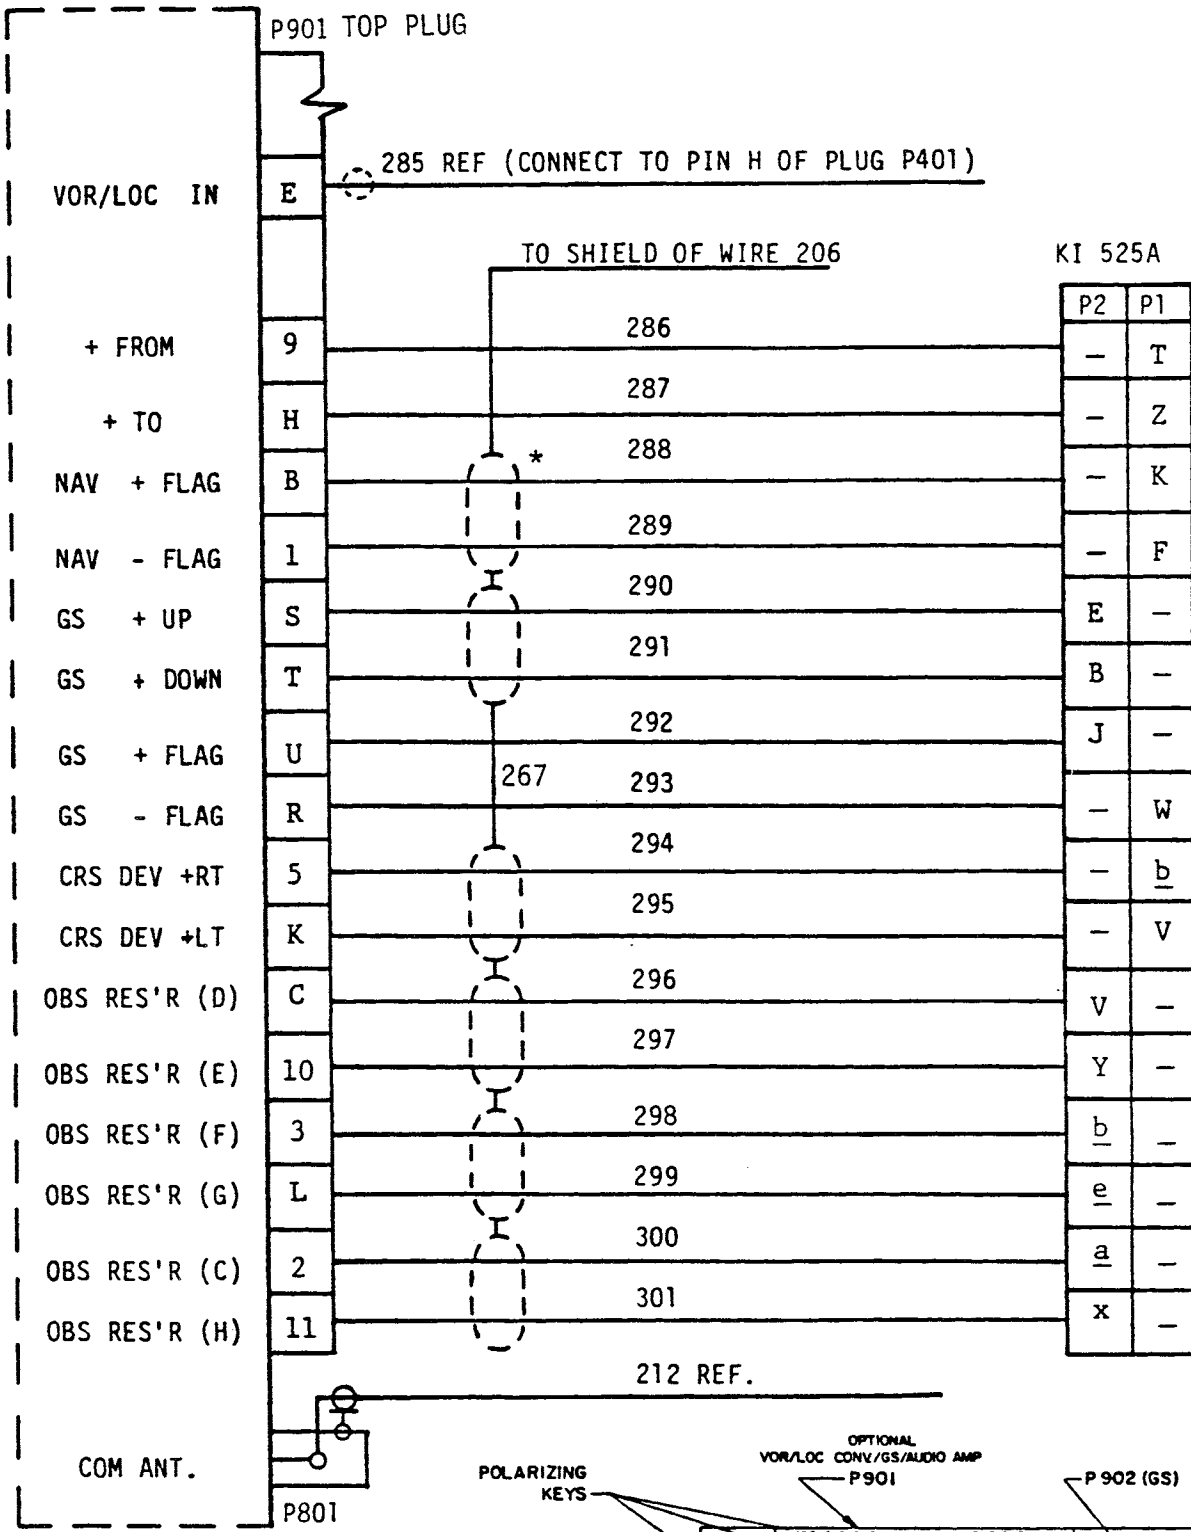 P901 TOP PLUG
285 REF (CONNECT TO PIN H OF PLUG P401)
VOR/LOC IN E
TO SHIELD OF WIRE 206
KI 525A
P2 P1
+ FROM 9 286 – T
+ TO H 287 – Z
*
NAV + FLAG B 288 – K
NAV - FLAG 1 289 – F
GS + UP S 290 E –
GS + DOWN T 291 B –
GS + FLAG U 292 J –
267
GS - FLAG R 293 – W
CRS DEV +RT 5 294 – b
CRS DEV +LT K 295 – V
OBS RES'R (D) C 296 V –
OBS RES'R (E) 10 297 Y –
OBS RES'R (F) 3 298 b –
OBS RES'R (G) L 299 e –
OBS RES'R (C) 2 300 a –
OBS RES'R (H) 11 301 x –
212 REF.
COM ANT.
P801
POLARIZING
KEYS
OPTIONAL
VOR/LOC CONV./GS/AUDIO AMP
P901
P902 (GS)